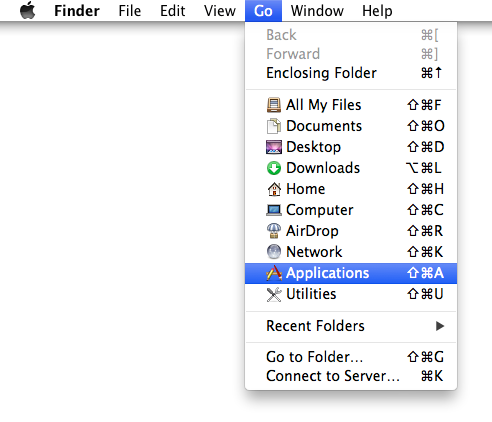 Finder File Edit View Go Window Help
Back ⌘[
Forward ⌘]
Enclosing Folder ⌘↑
All My Files ⇧⌘F
Documents ⇧⌘O
Desktop ⇧⌘D
Downloads ⌥⌘L
Home ⇧⌘H
Computer ⇧⌘C
AirDrop ⇧⌘R
Network ⇧⌘K
Applications ⇧⌘A
Utilities ⇧⌘U
Recent Folders ▶
Go to Folder... ⇧⌘G
Connect to Server... ⌘K